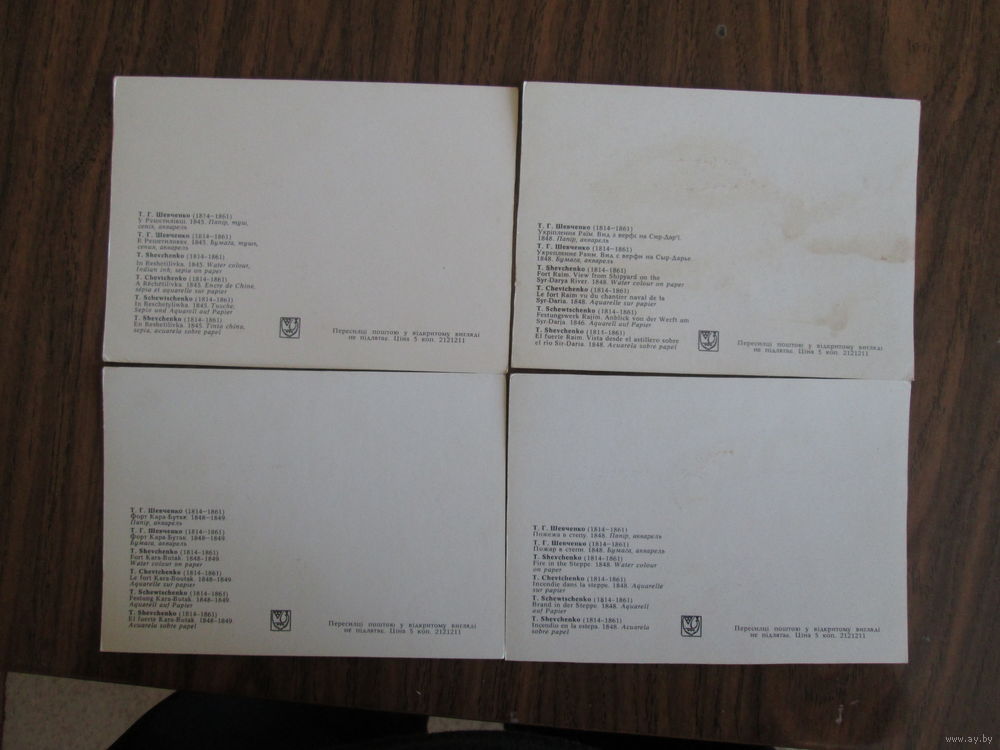 Т. Г. Шевченко (1814—1861)
У Решетилівці. 1845. Папір, туш,
сепія, акварель
Т. Г. Шевченко (1814—1861)
В Решетиловке. 1845. Бумага, тушь,
сепия, акварель
T. Shevchenko (1814—1861)
In Reshetilivka. 1845. Water colour,
Indian ink, sepia on paper
T. Chevtchenko (1814—1861)
A Réchétilivka. 1845. Encre de Chine,
sépia et aquarelle sur papier
T. Schewtschenko (1814—1861)
In Reschetyliwka. 1845. Tusche,
Sepia und Aquarell auf Papier
T. Shevchenko (1814—1861)
En Reshetilivka. 1845. Tinta china,
sepia, acuarela sobre papel
Пересилці поштою у відкритому вигляді
не підлягає. Ціна 5 коп. 2121211
Т. Г. Шевченко (1814—1861)
Укріплення Раїм. Вид з верфі на Сир-Дар'ї.
1848. Папір, акварель
Т. Г. Шевченко (1814—1861)
Укрепление Раим. Вид с верфи на Сыр-Дарье.
1848. Бумага, акварель
T. Shevchenko (1814—1861)
Fort Raim. View from Shipyard on the
Syr-Darya River. 1848. Water colour on paper
T. Chevtchenko (1814—1861)
Le fort Raim vu du chantier naval de la
Syr-Daria. 1848. Aquarelle sur papier
T. Schewtschenko (1814—1861)
Festungswerk Rajim. Anblick von der Werft am
Syr-Darja. 1846. Aquarell auf Papier
T. Shevchenko (1814—1861)
El fuerte Raim. Vista desde el astillero sobre
el río Sir-Daria. 1848. Acuarela sobre papel
Пересилці поштою у відкритому вигляді
не підлягає. Ціна 5 коп. 2121211
Т. Г. Шевченко (1814—1861)
Форт Кара-Бутак. 1848—1849.
Папір, акварель
Т. Г. Шевченко (1814—1861)
Форт Кара-Бутак. 1848—1849.
Бумага, акварель
T. Shevchenko (1814—1861)
Fort Kara-Butak. 1848—1849.
Water colour on paper
T. Chevtchenko (1814—1861)
Le fort Kara-Boutak. 1848—1849.
Aquarelle sur papier
T. Schewtschenko (1814—1861)
Festung Kara-Butak. 1848—1849.
Aquarell auf Papier
T. Shevchenko (1814—1861)
El fuerte Kara-Butak. 1848—1849.
Acuarela sobre papel
Пересилці поштою у відкритому вигляді
не підлягає. Ціна 5 коп. 2121211
Т. Г. Шевченко (1814—1861)
Пожежа в степу. 1848. Папір, акварель
Т. Г. Шевченко (1814—1861)
Пожар в степи. 1848. Бумага, акварель
T. Shevchenko (1814—1861)
Fire in the Steppe. 1848. Water colour
on paper
T. Chevtchenko (1814—1861)
Incendie dans la steppe. 1848. Aquarelle
sur papier
T. Schewtschenko (1814—1861)
Brand in der Steppe. 1848. Aquarell
auf Papier
T. Shevchenko (1814—1861)
Incendio en la estepa. 1848. Acuarela
sobre papel
Пересилці поштою у відкритому вигляді
не підлягає. Ціна 5 коп. 2121211
www.ay.by